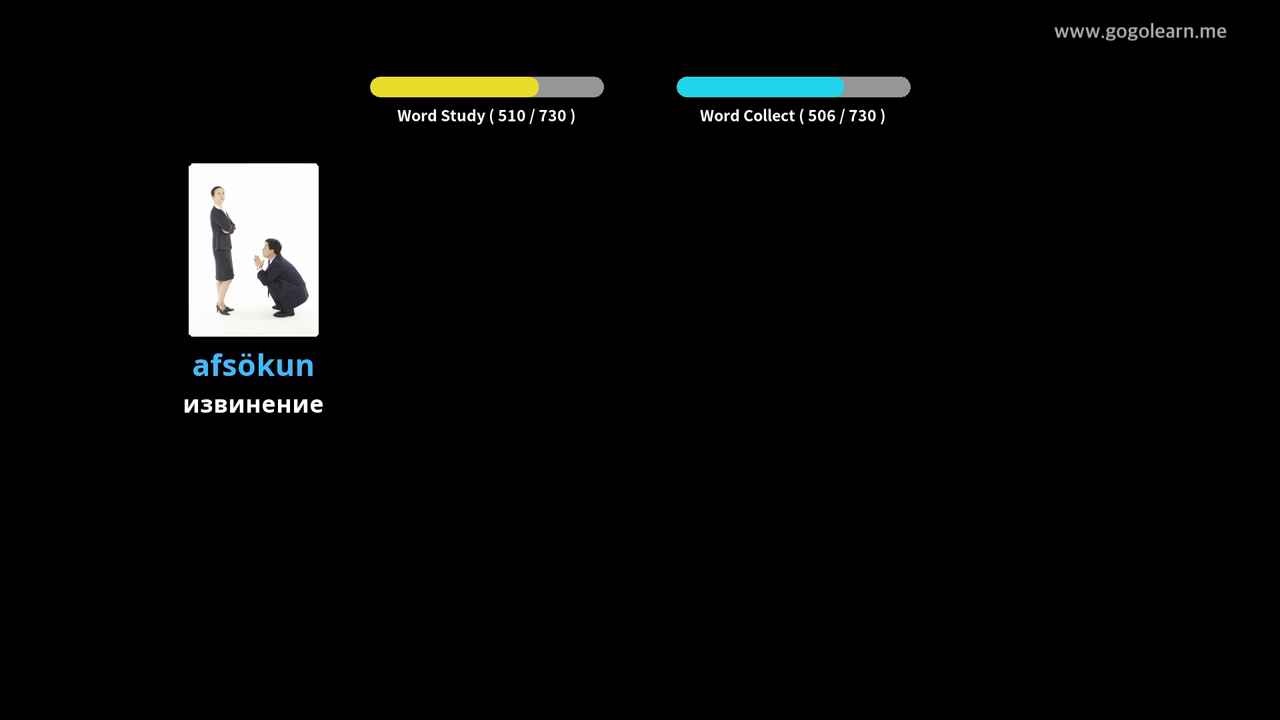 www.gogolearn.me
Word Study ( 510 / 730 )
Word Collect ( 506 / 730 )
afsökun
извинение